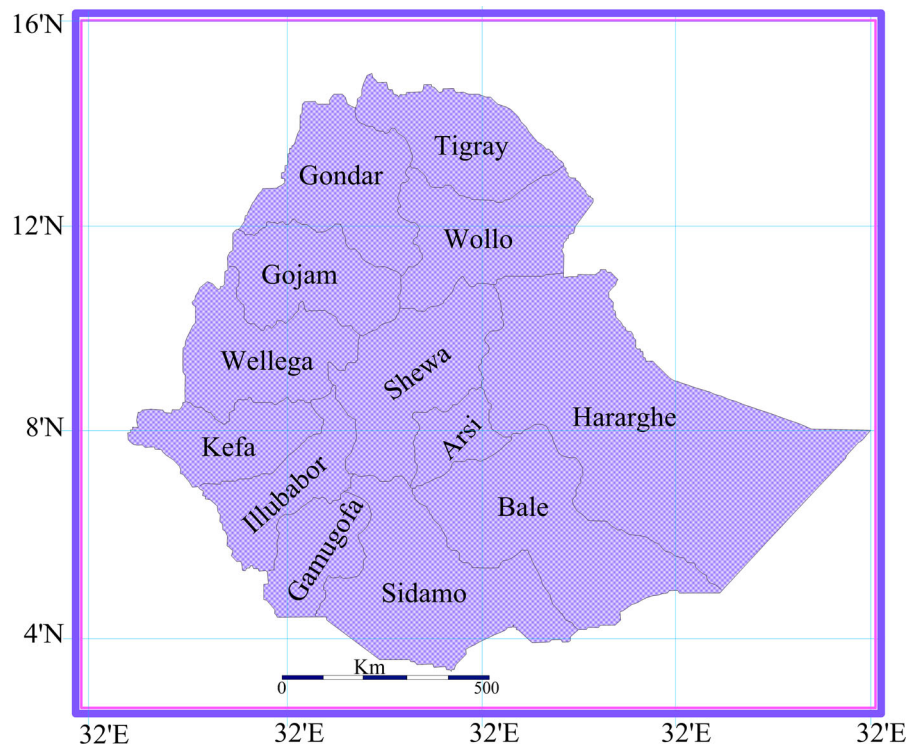 16'N
Tigray
Gondar
12'N
Wollo
Gojam
Wellega
Shewa
Hararghe
8'N
Arsi
Kefa
Illubabor
Bale
Gamugofa
Sidamo
4'N
Km
0 500
32'E 32'E 32'E 32'E 32'E